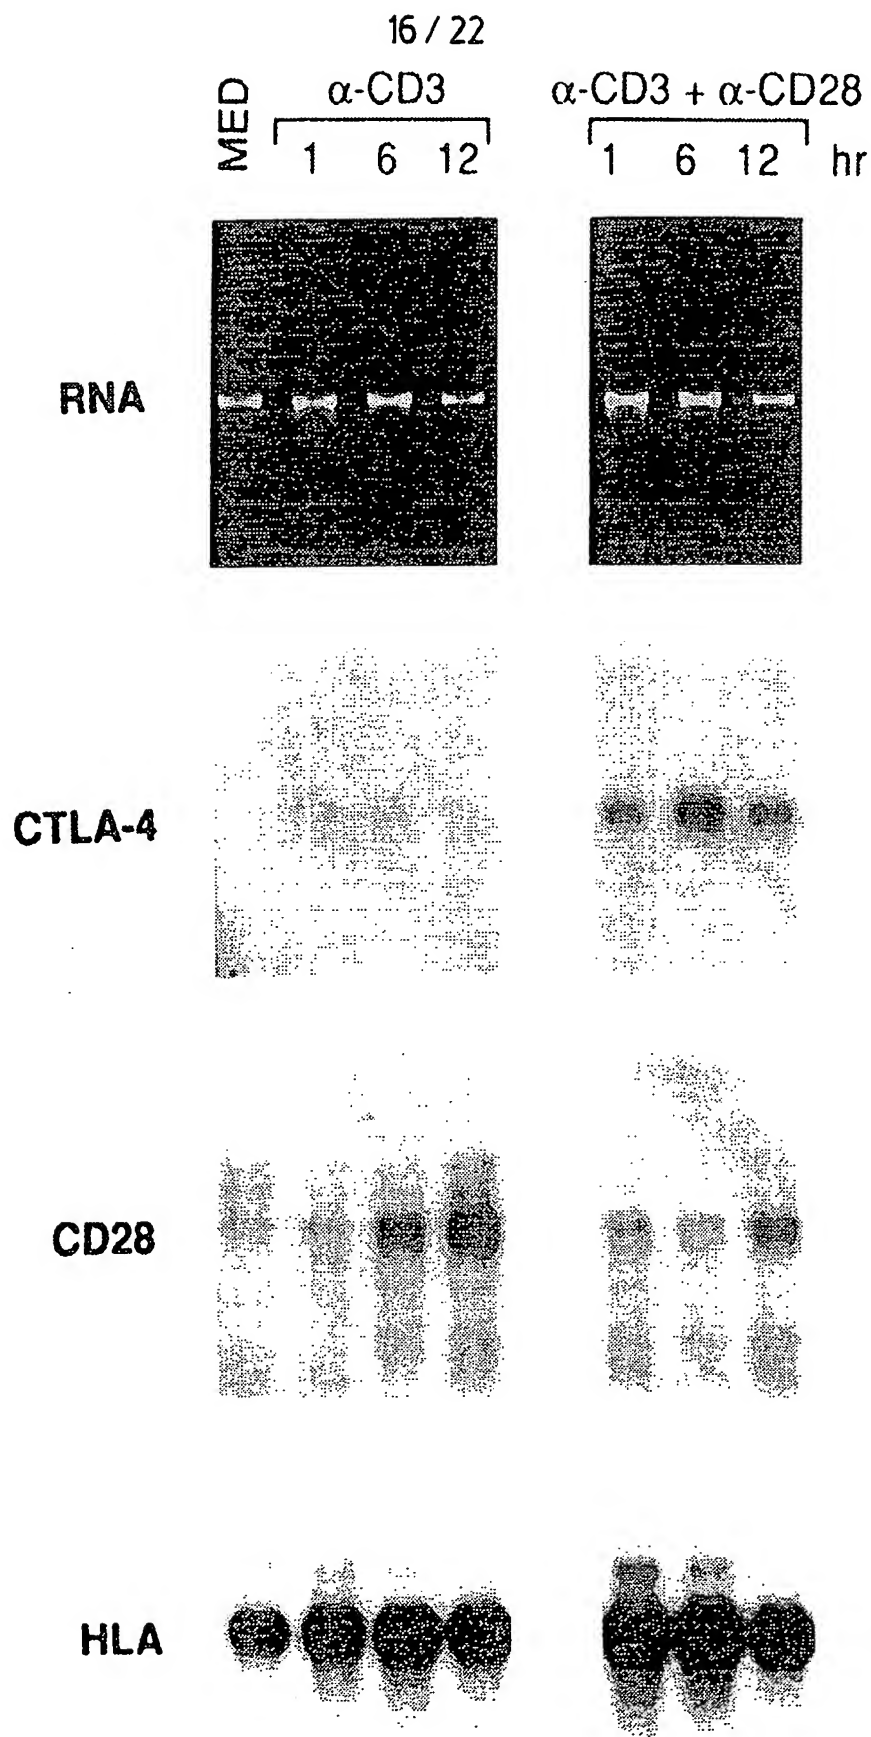 16 / 22
MED α-CD3 α-CD3 + α-CD28
1 6 12 1 6 12 hr
RNA
CTLA-4
CD28
HLA